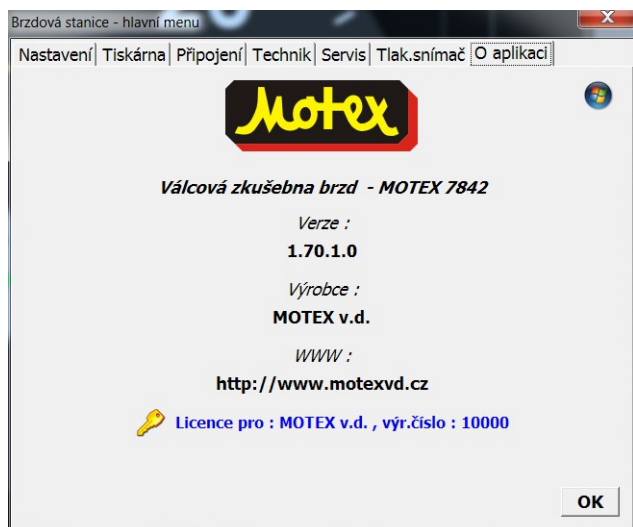 Brzdová stanice - hlavní menu
X
Nastavení Tiskárna Připojení Technik Servis Tlak.snímač O aplikaci
Motex
Válcová zkušebna brzd - MOTEX 7842
Verze :
1.70.1.0
Výrobce :
MOTEX v.d.
WWW :
http://www.motexvd.cz
Licence pro : MOTEX v.d. , výr.číslo : 10000
OK